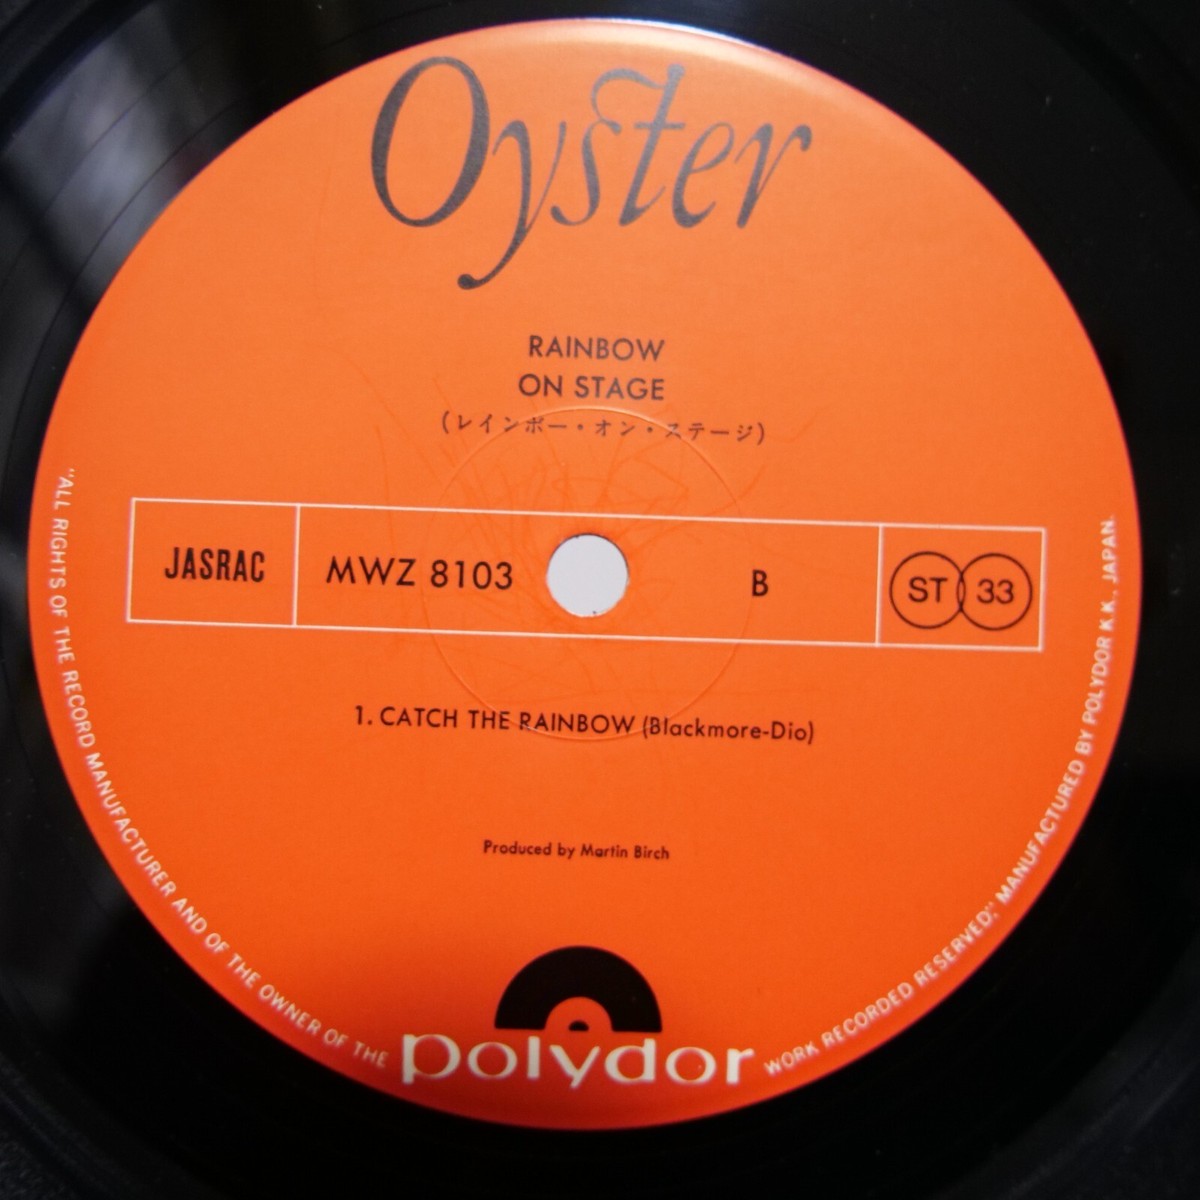 Oyster
RAINBOW
ON STAGE
(レインボー・オン・ステージ)
JASRAC
MWZ 8103
B
ST 33
1. CATCH THE RAINBOW (Blackmore-Dio)
Produced by Martin Birch
polydor
"ALL RIGHTS OF THE RECORD MANUFACTURER AND OF THE OWNER OF THE WORK RECORDED RESERVED." MANUFACTURED BY POLYDOR K.K., JAPAN.